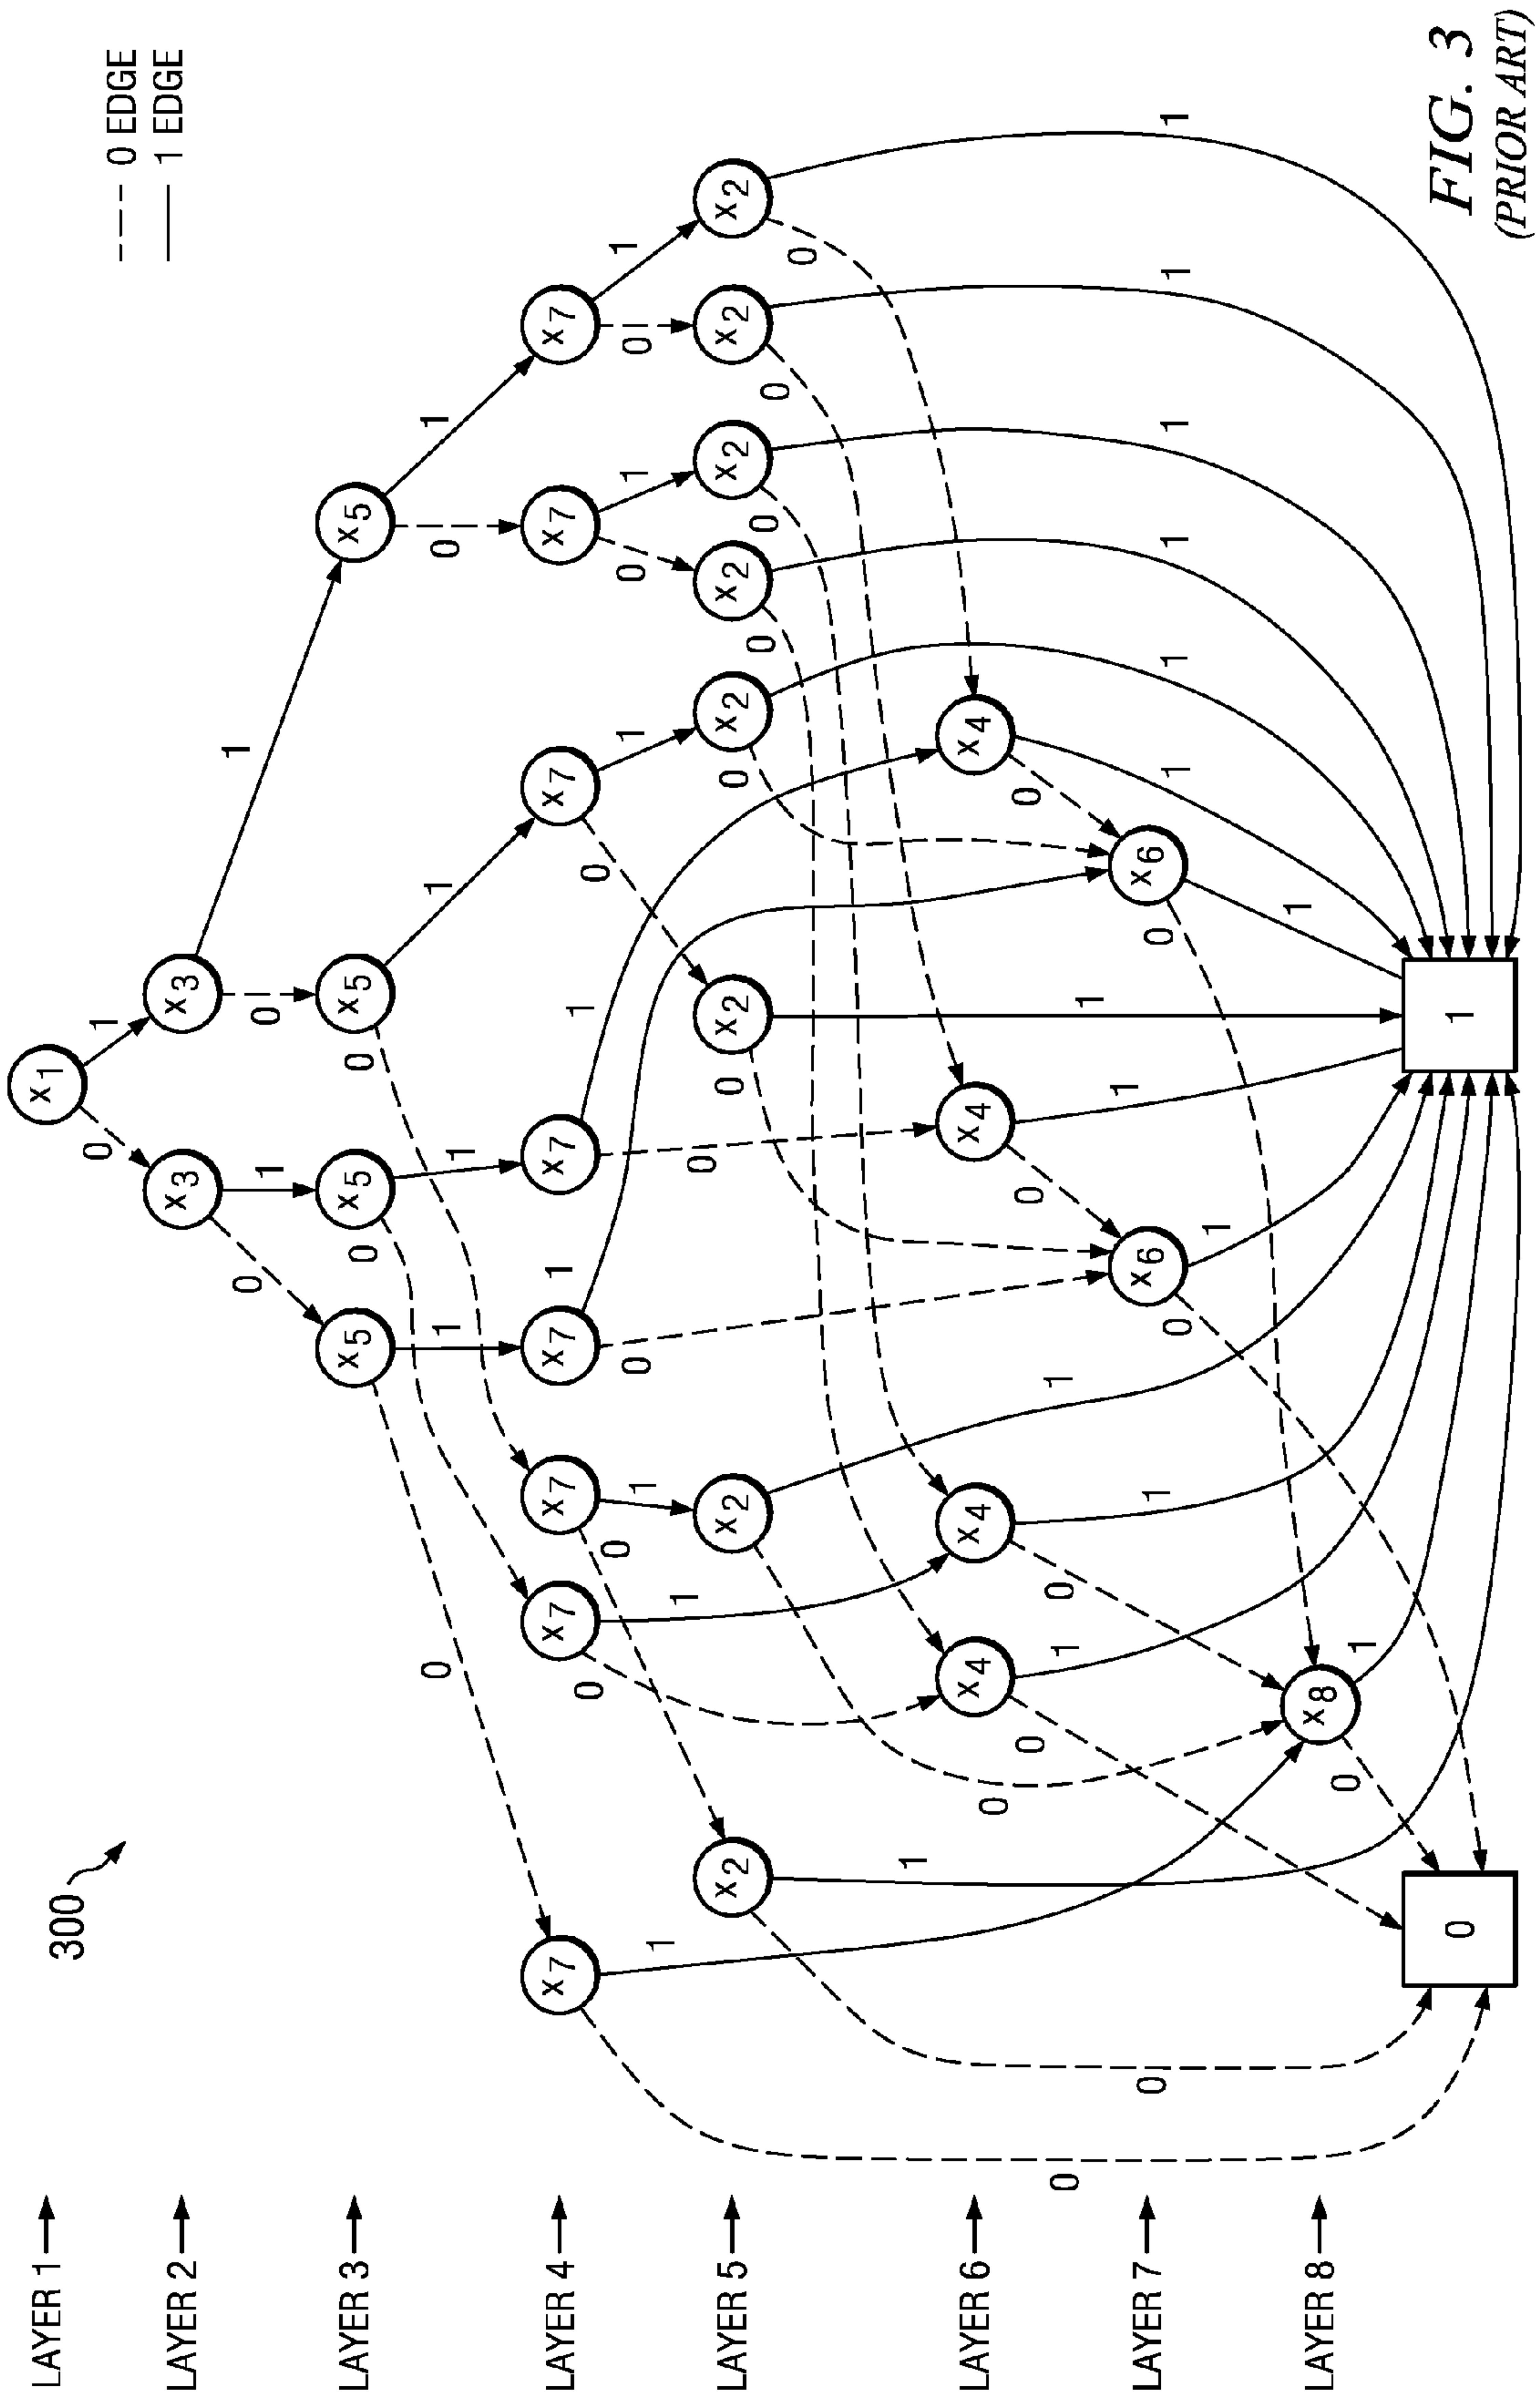 300
0 EDGE
1 EDGE
LAYER 1
x1
0 1
LAYER 2
x3 x3
0 1 0 1
LAYER 3
x5 x5 x5 x5
0 1 0 1 0 1 0 1
LAYER 4
x7 x7 x7 x7 x7 x7 x7 x7
0 1 0 1 0 1 0 1 0 1 0 1 0 1 0 1
LAYER 5
x2 x2 x2 x2 x2 x2 x2 x2
0 1 0 1 0 1 0 1 0 1 0 1 0 1 0 1
LAYER 6
x4 x4 x4 x4
0 1 0 1 0 1 0 1
LAYER 7
x6 x6
0 1 0 1
LAYER 8
x8
0 1
0 1
FIG. 3
(PRIOR ART)